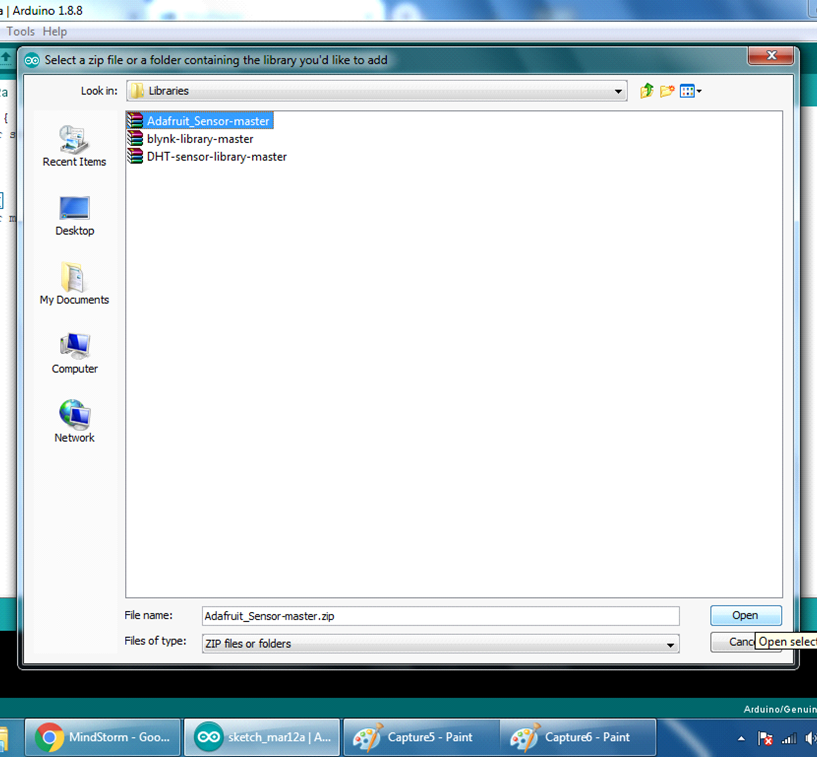 | Arduino 1.8.8
Tools Help
Select a zip file or a folder containing the library you'd like to add
Look in: Libraries
Adafruit_Sensor-master
blynk-library-master
DHT-sensor-library-master
Recent Items
Desktop
My Documents
Computer
Network
File name: Adafruit_Sensor-master.zip Open
Files of type: ZIP files or folders Canc
Open select
Arduino/Genuin
MindStorm - Goo... sketch_mar12a | A... Capture5 - Paint Capture6 - Paint